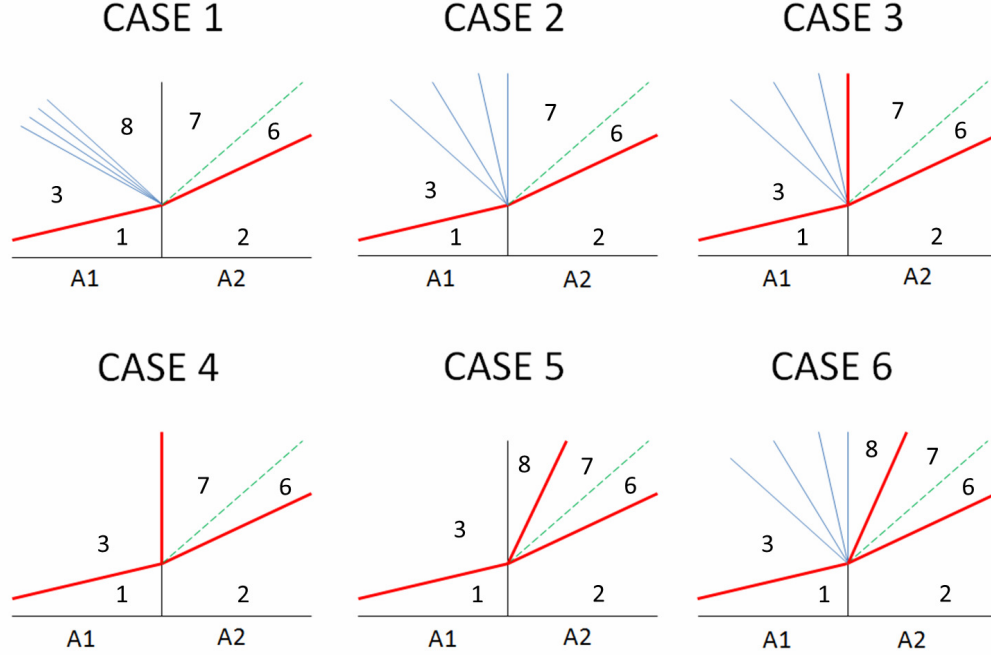 CASE 1 CASE 2 CASE 3
8 7 6 7 6 7 6
3 3 3
1 2 1 2 1 2
A1 A2 A1 A2 A1 A2
CASE 4 CASE 5 CASE 6
7 6 8 7 6 8 7 6
3 3 3
1 2 1 2 1 2
A1 A2 A1 A2 A1 A2